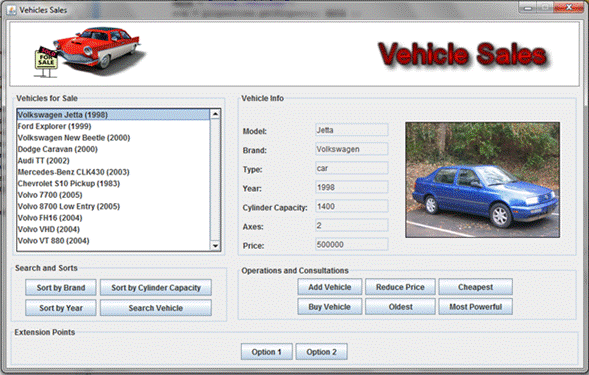 Vehicles Sales
FOR
SALE
Vehicle Sales
Vehicles for Sale
Volkswagen Jetta (1998)
Ford Explorer (1999)
Volkswagen New Beetle (2000)
Dodge Caravan (2000)
Audi TT (2002)
Mercedes-Benz CLK430 (2003)
Chevrolet S10 Pickup (1983)
Volvo 7700 (2005)
Volvo 8700 Low Entry (2005)
Volvo FH16 (2004)
Volvo VHD (2004)
Volvo VT 880 (2004)
Vehicle Info
Model: Jetta
Brand: Volkswagen
Type: car
Year: 1998
Cylinder Capacity: 1400
Axes: 2
Price: 500000
Search and Sorts
Sort by Brand Sort by Cylinder Capacity
Sort by Year Search Vehicle
Operations and Consultations
Add Vehicle Reduce Price Cheapest
Buy Vehicle Oldest Most Powerful
Extension Points
Option 1 Option 2